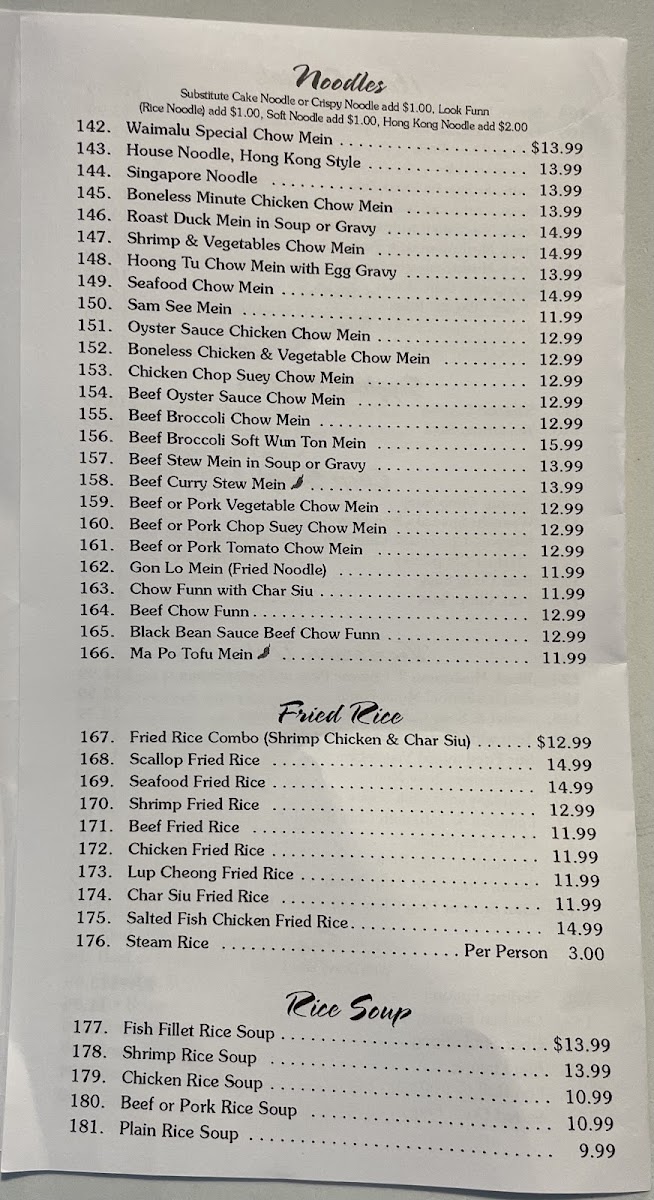 Noodles
Substitute Cake Noodle or Crispy Noodle add $1.00, Look Funn
(Rice Noodle) add $1.00, Soft Noodle add $1.00, Hong Kong Noodle add $2.00
142. Waimalu Special Chow Mein ................... $13.99
143. House Noodle, Hong Kong Style ................ 13.99
144. Singapore Noodle ......................... 13.99
145. Boneless Minute Chicken Chow Mein ............ 13.99
146. Roast Duck Mein in Soup or Gravy .............. 14.99
147. Shrimp & Vegetables Chow Mein ............... 14.99
148. Hoong Tu Chow Mein with Egg Gravy ............ 13.99
149. Seafood Chow Mein ......................... 14.99
150. Sam See Mein ............................. 11.99
151. Oyster Sauce Chicken Chow Mein ............... 12.99
152. Boneless Chicken & Vegetable Chow Mein ......... 12.99
153. Chicken Chop Suey Chow Mein ................ 12.99
154. Beef Oyster Sauce Chow Mein ................. 12.99
155. Beef Broccoli Chow Mein ..................... 12.99
156. Beef Broccoli Soft Wun Ton Mein ............... 15.99
157. Beef Stew Mein in Soup or Gravy ................ 13.99
158. Beef Curry Stew Mein ...................... 13.99
159. Beef or Pork Vegetable Chow Mein .............. 12.99
160. Beef or Pork Chop Suey Chow Mein ............. 12.99
161. Beef or Pork Tomato Chow Mein ............... 12.99
162. Gon Lo Mein (Fried Noodle) ................... 11.99
163. Chow Funn with Char Siu ..................... 11.99
164. Beef Chow Funn ............................ 12.99
165. Black Bean Sauce Beef Chow Funn .............. 12.99
166. Ma Po Tofu Mein ......................... 11.99
Fried Rice
167. Fried Rice Combo (Shrimp Chicken & Char Siu) ...... $12.99
168. Scallop Fried Rice .......................... 14.99
169. Seafood Fried Rice .......................... 14.99
170. Shrimp Fried Rice .......................... 12.99
171. Beef Fried Rice ............................ 11.99
172. Chicken Fried Rice .......................... 11.99
173. Lup Cheong Fried Rice ....................... 11.99
174. Char Siu Fried Rice ......................... 11.99
175. Salted Fish Chicken Fried Rice .................. 14.99
176. Steam Rice ........................ Per Person 3.00
Rice Soup
177. Fish Fillet Rice Soup ........................... $13.99
178. Shrimp Rice Soup ........................... 13.99
179. Chicken Rice Soup ........................... 10.99
180. Beef or Pork Rice Soup ....................... 10.99
181. Plain Rice Soup .............................. 9.99